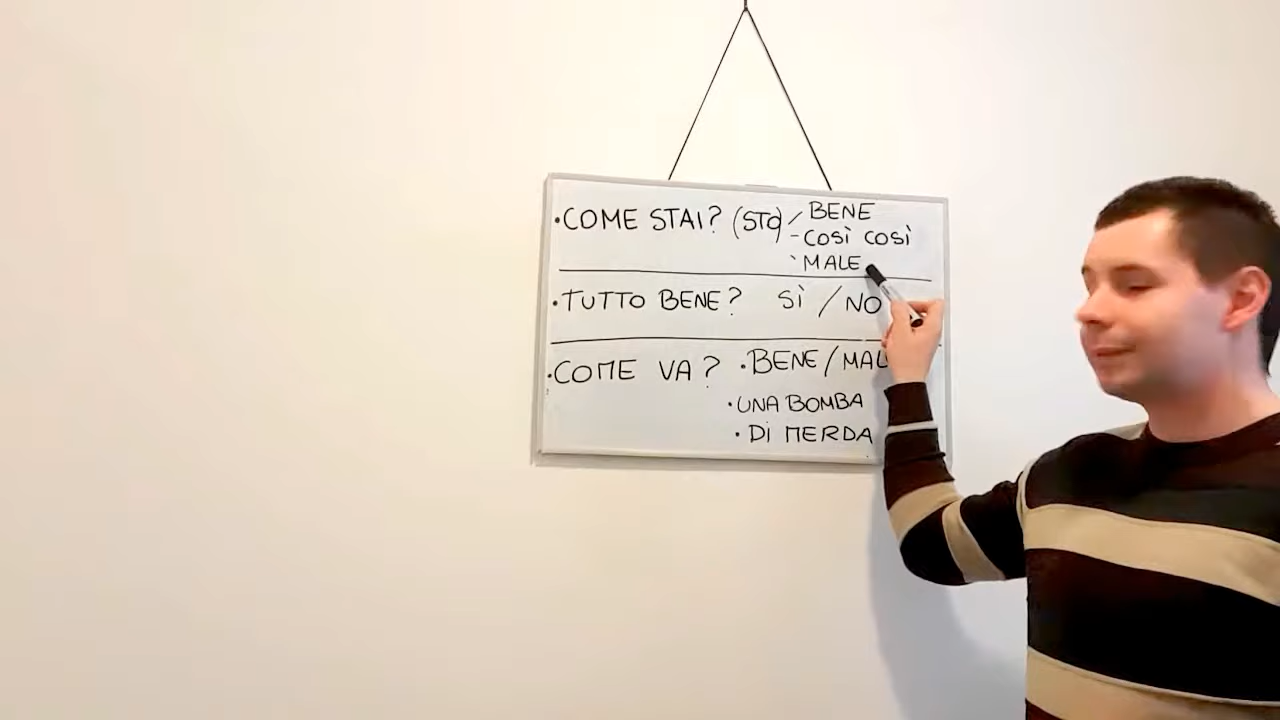 •COME STAI? (STO) / BENE
- COSÌ COSÌ
` MALE
•TUTTO BENE? SÌ / NO
•COME VA? •BENE/MAL
•UNA BOMBA
•DI MERDA